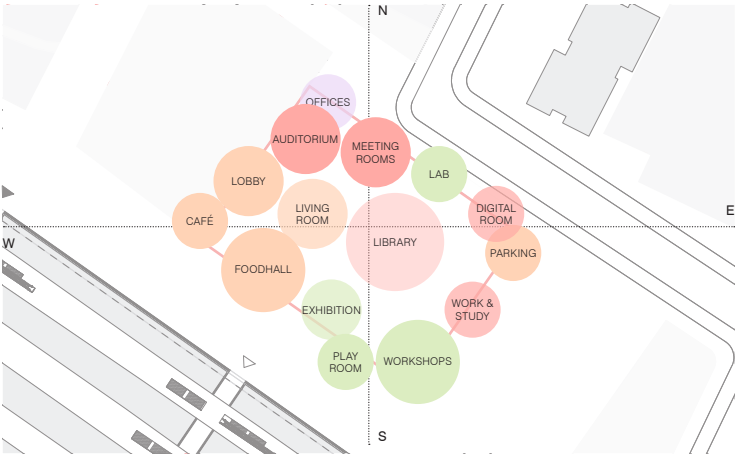 N
OFFICES
AUDITORIUM
MEETING
ROOMS
LAB
LOBBY
LIVING
ROOM
DIGITAL
ROOM
E
CAFÉ
W
LIBRARY
PARKING
FOODHALL
EXHIBITION
WORK &
STUDY
PLAY
ROOM
WORKSHOPS
S